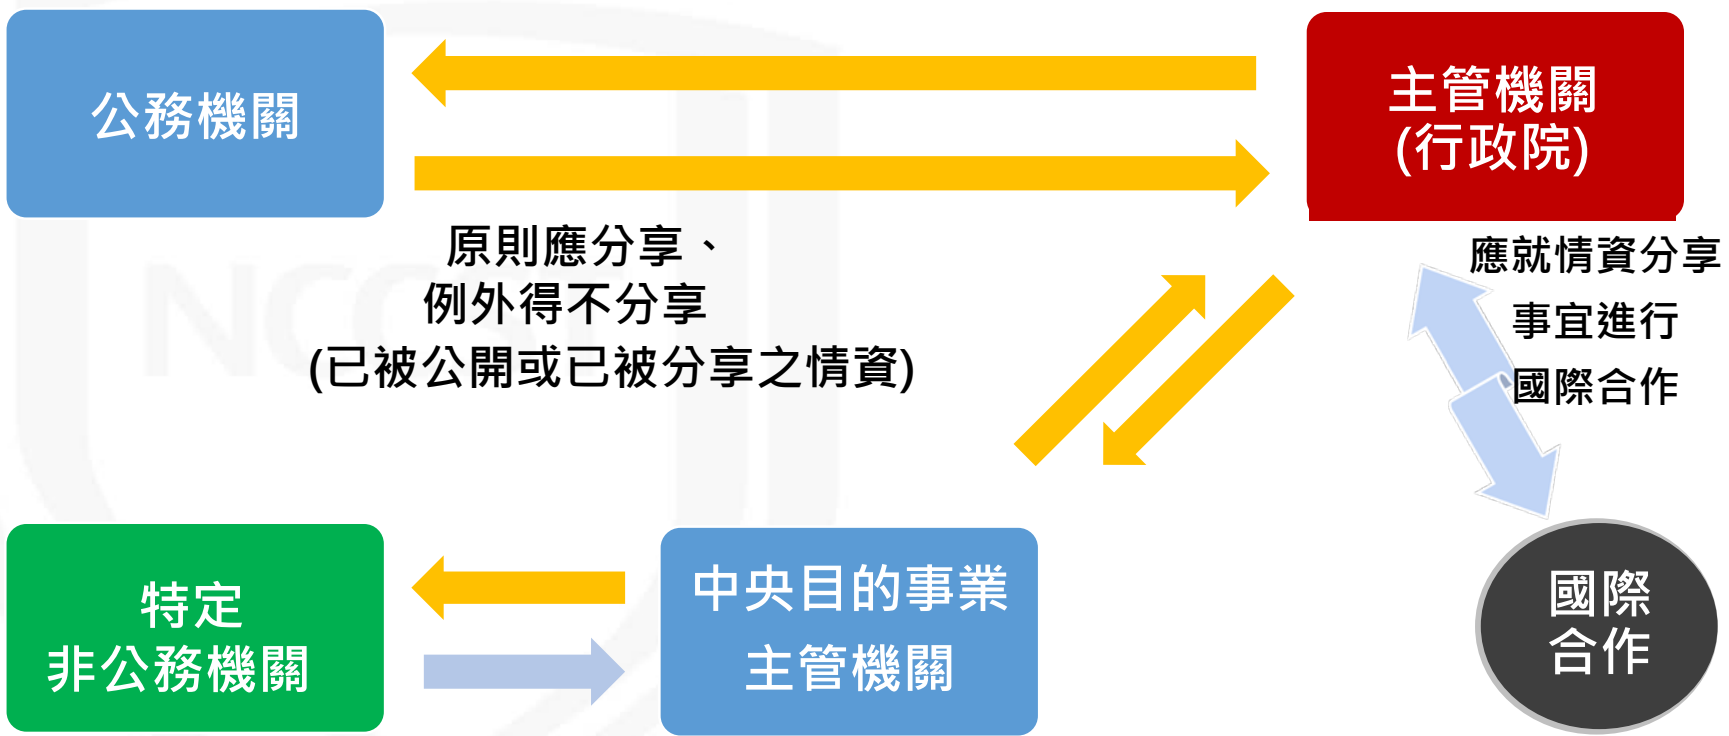 公務機關
主管機關
(行政院)
原則應分享、
例外得不分享
(已被公開或已被分享之情資)
應就情資分享
事宜進行
國際合作
特定
非公務機關
中央目的事業
主管機關
國際
合作
NCCST